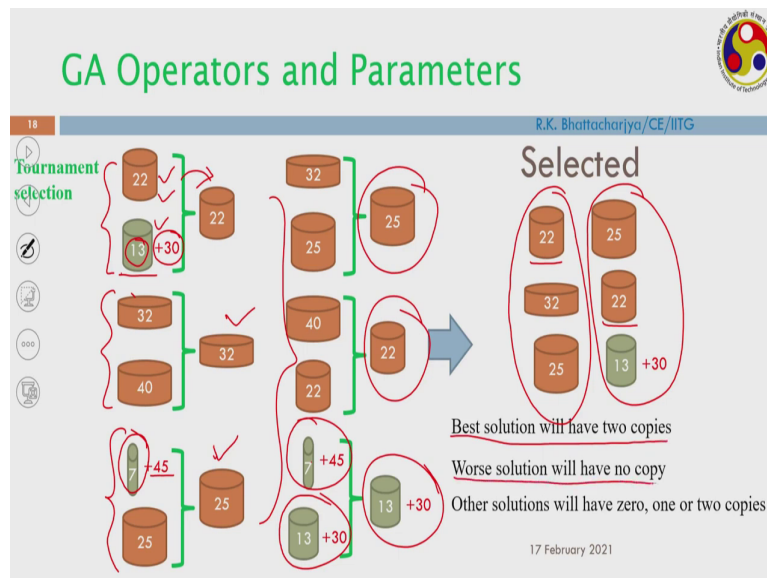 GA Operators and Parameters
18
R.K. Bhattacharjya/CE/IITG
Tournament
selection
22
13 +30
22
32
40
32
7 +45
25
25
32
25
25
40
22
22
7 +45
13 +30
13 +30
Selected
22
25
32
22
25
13 +30
Best solution will have two copies
Worse solution will have no copy
Other solutions will have zero, one or two copies
17 February 2021